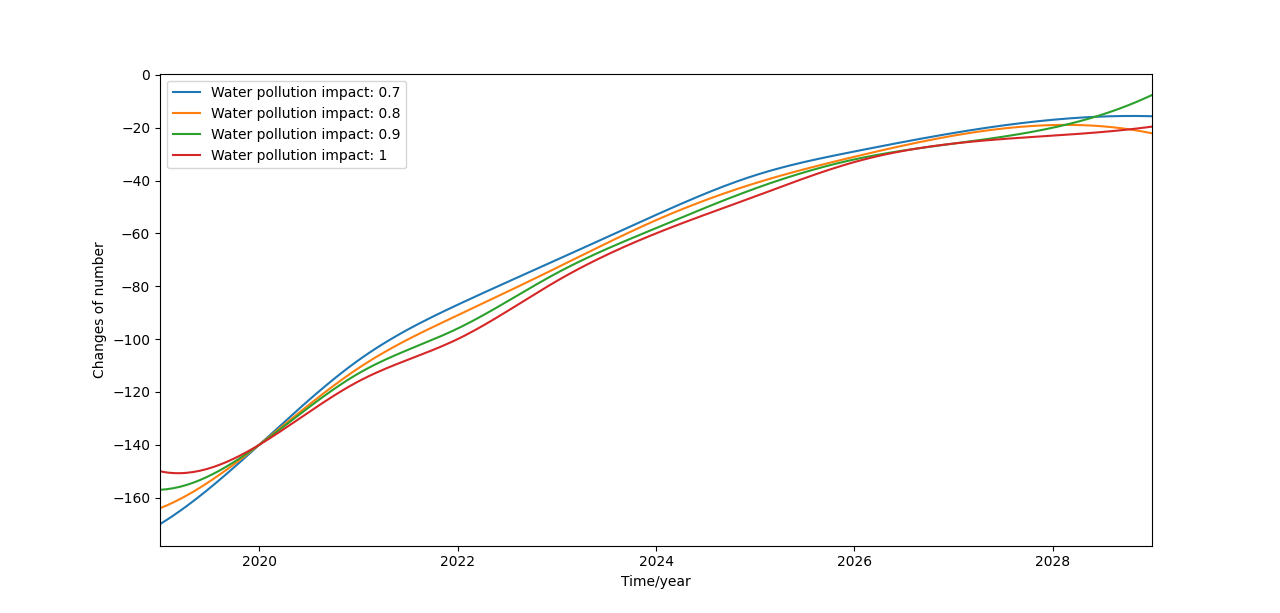 Water pollution impact: 0.7
Water pollution impact: 0.8
Water pollution impact: 0.9
Water pollution impact: 1
0
−20
−40
−60
−80
−100
−120
−140
−160
Changes of number
2020
2022
2024
2026
2028
Time/year